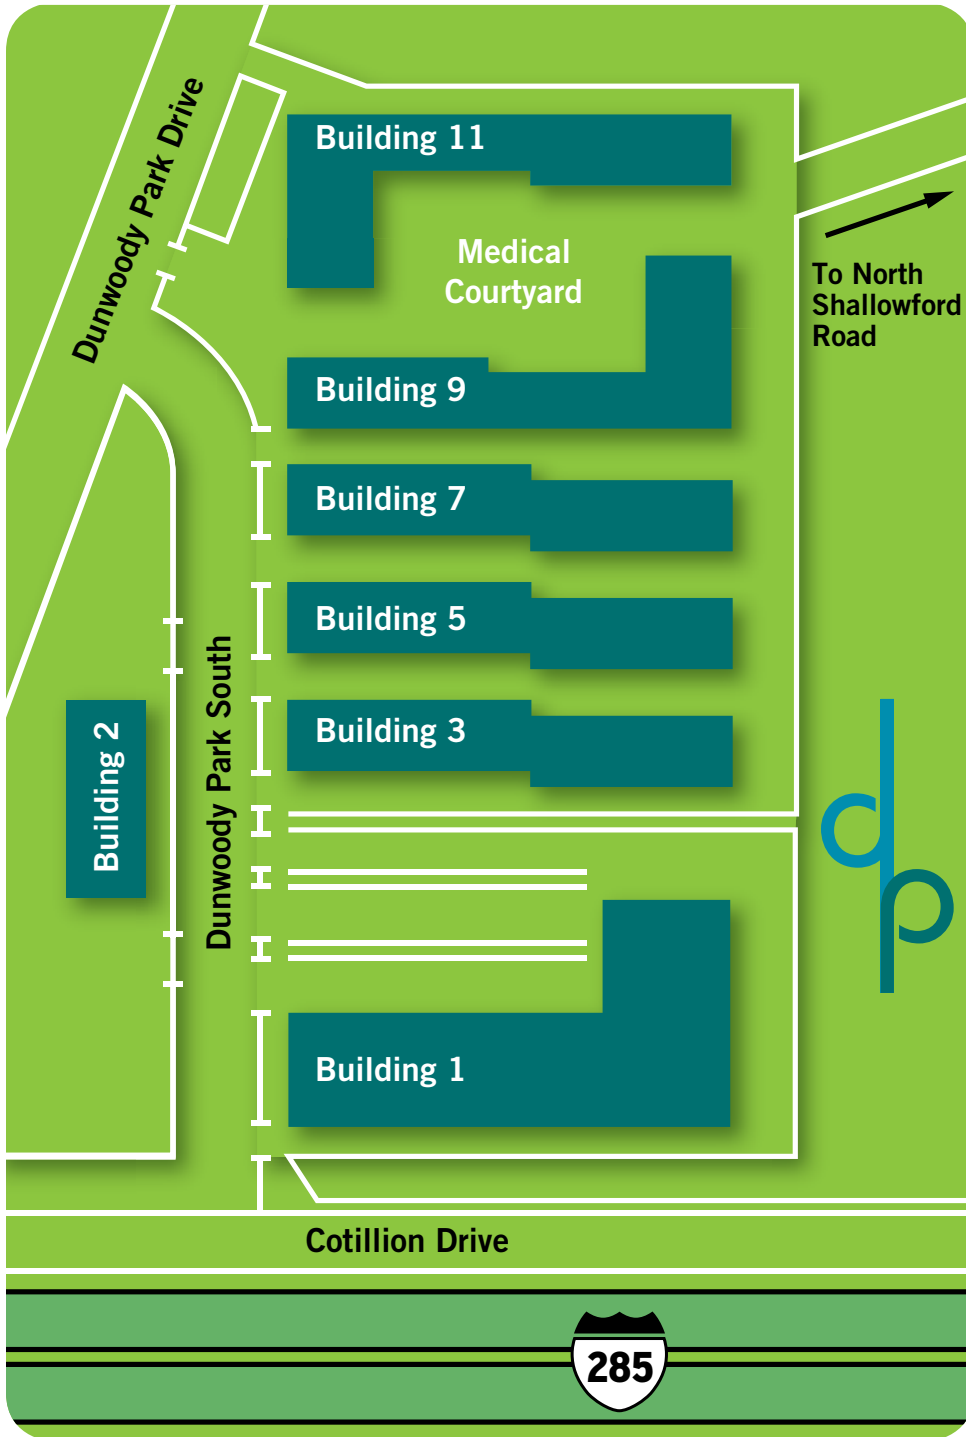 Dunwoody Park Drive
Building 11
Medical
Courtyard
To North
Shallowford
Road
Building 9
Building 7
Building 5
Building 3
Dunwoody Park South
Building 2
dp
Building 1
Cotillion Drive
285